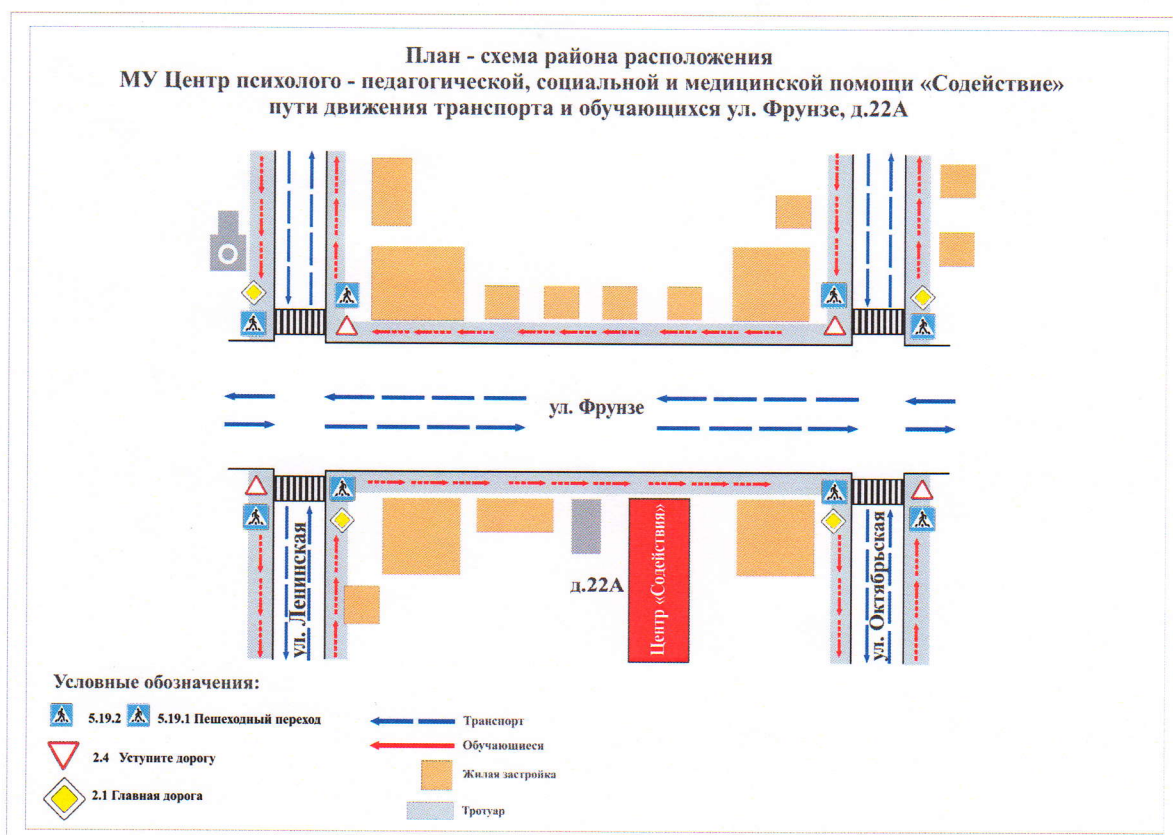 План - схема района расположения
МУ Центр психолого - педагогической, социальной и медицинской помощи «Содействие»
пути движения транспорта и обучающихся ул. Фрунзе, д.22А
ул. Фрунзе
ул. Ленинская
д.22А
Центр «Содействия»
ул. Октябрьская
Условные обозначения:
5.19.2 5.19.1 Пешеходный переход
2.4 Уступите дорогу
2.1 Главная дорога
Транспорт
Обучающиеся
Жилая застройка
Тротуар